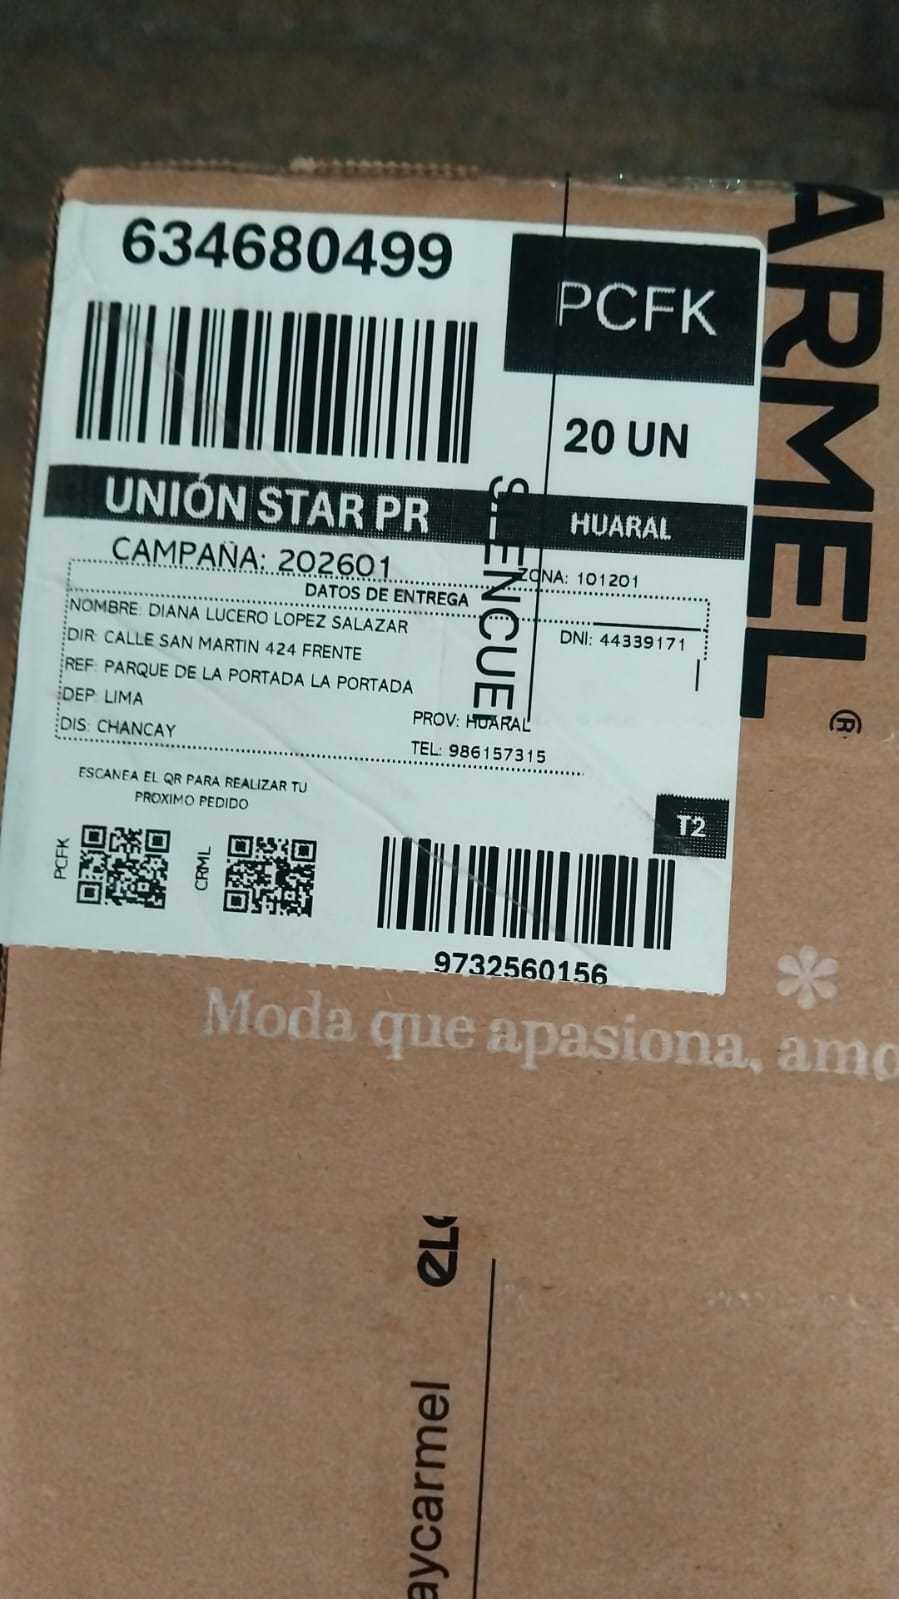 634680499
PCFK
20 UN
UNIÓN STAR PR
HUARAL
CAMPAÑA: 202601
ZONA: 101201
DATOS DE ENTREGA
NOMBRE: DIANA LUCERO LOPEZ SALAZAR
DNI: 44339171
DIR: CALLE SAN MARTIN 424 FRENTE
REF: PARQUE DE LA PORTADA LA PORTADA
DEP: LIMA
PROV: HUARAL
DIS: CHANCAY
TEL: 986157315
ESCANEA EL QR PARA REALIZAR TU
PROXIMO PEDIDO
PCFK
CRML
T2
9732560156
ARMEL®
Moda que apasiona, amo
aycarmel